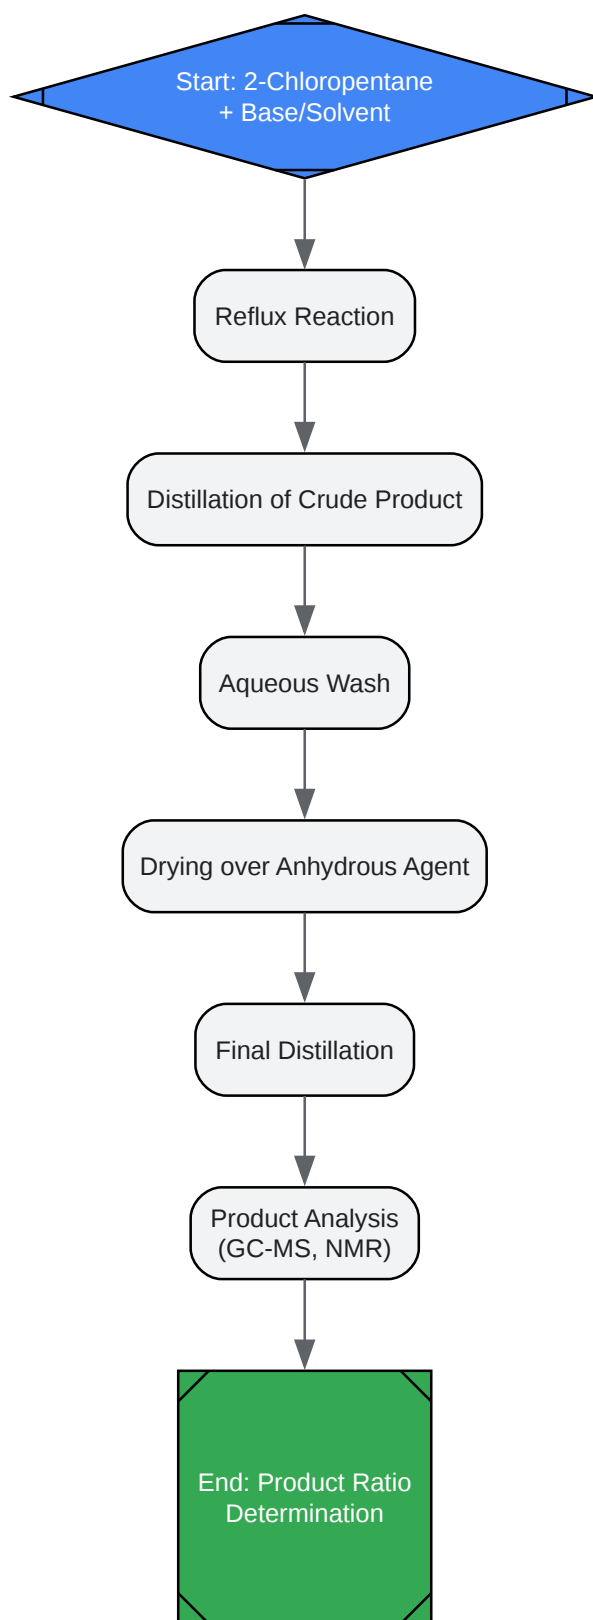 Start: 2-Chloropentane
+ Base/Solvent
Reflux Reaction
Distillation of Crude Product
Aqueous Wash
Drying over Anhydrous Agent
Final Distillation
Product Analysis
(GC-MS, NMR)
End: Product Ratio
Determination